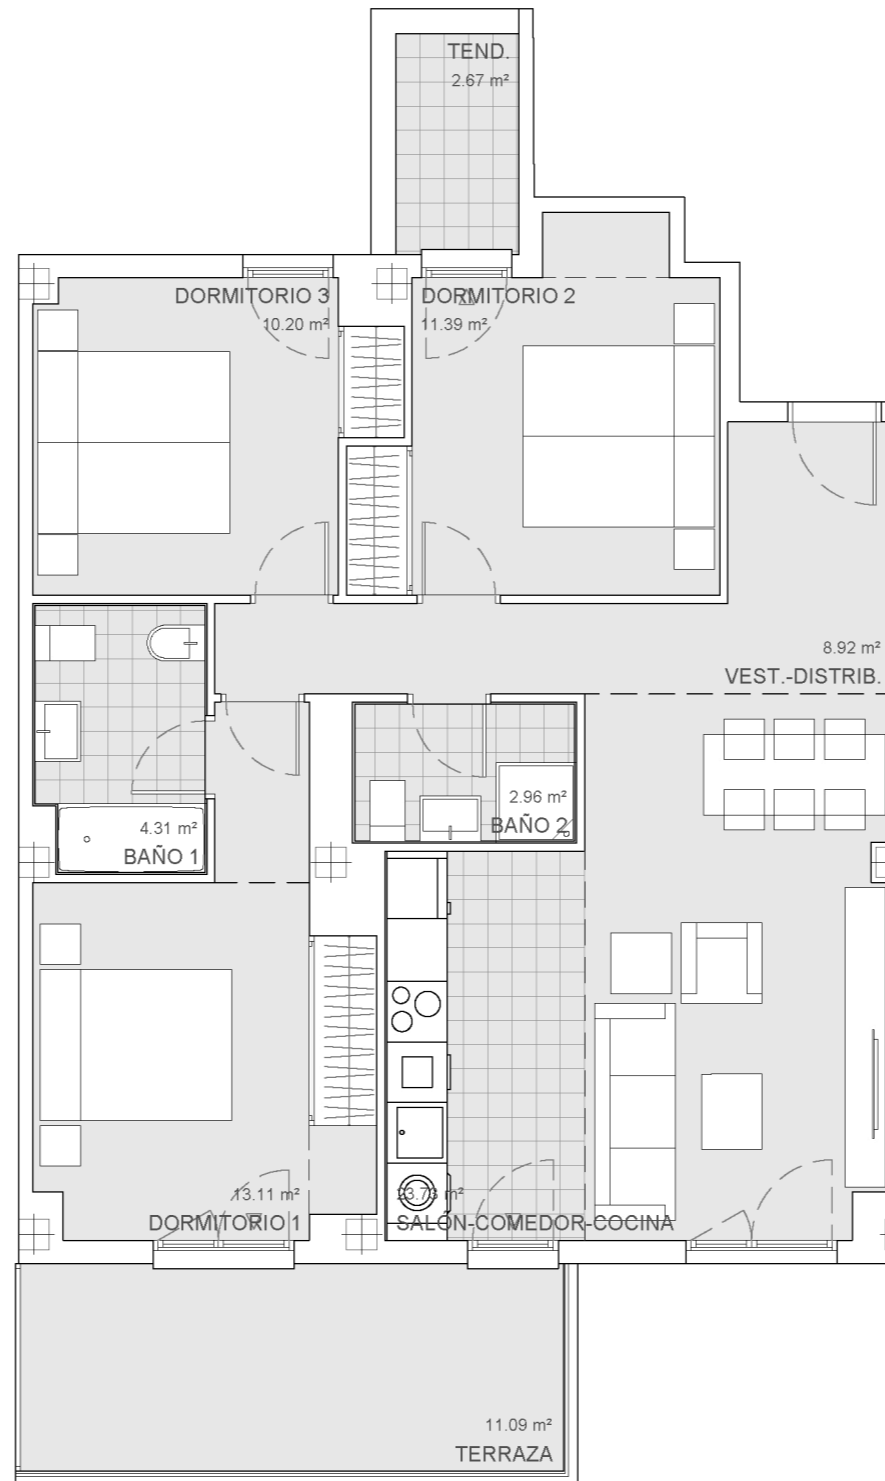 TEND.
2.67 m²
DORMITORIO 3
10.20 m²
DORMITORIO 2
11.39 m²
8.92 m²
VEST.-DISTRIB.
4.31 m²
BAÑO 1
2.96 m²
BAÑO 2
13.11 m²
DORMITORIO 1
23.73 m²
SALÓN-COMEDOR-COCINA
11.09 m²
TERRAZA